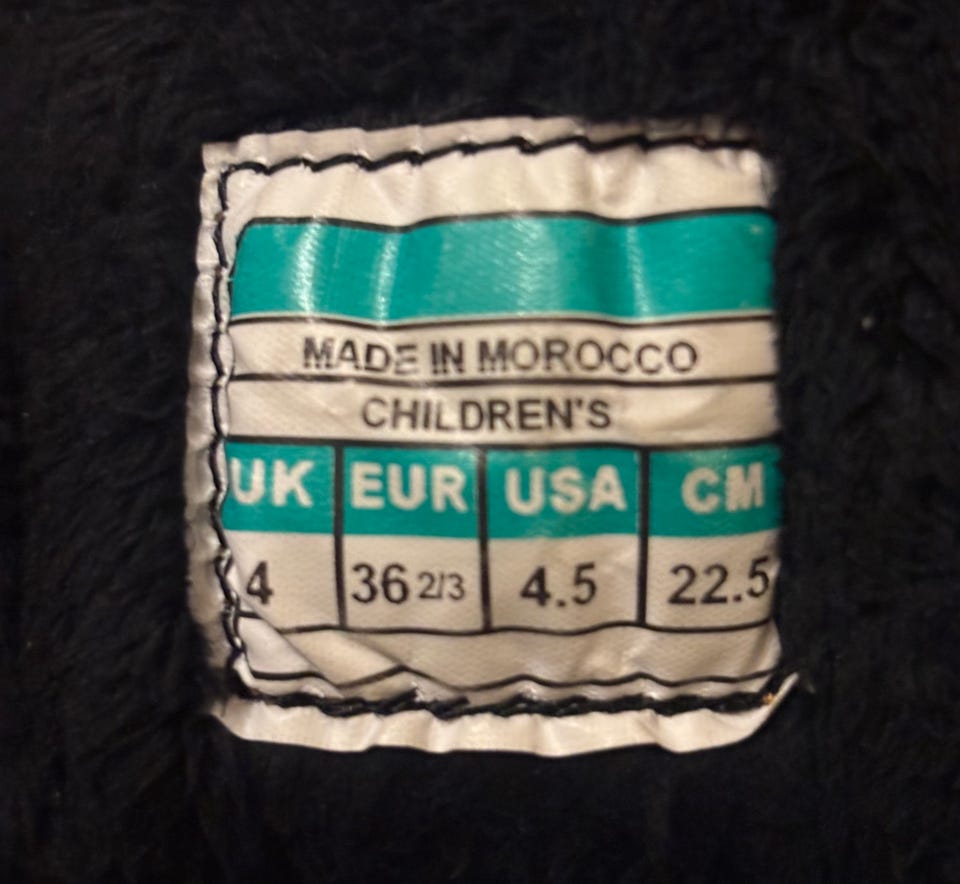 MADE IN MOROCCO
CHILDREN'S
UK EUR USA CM
4 36 2/3 4.5 22.5